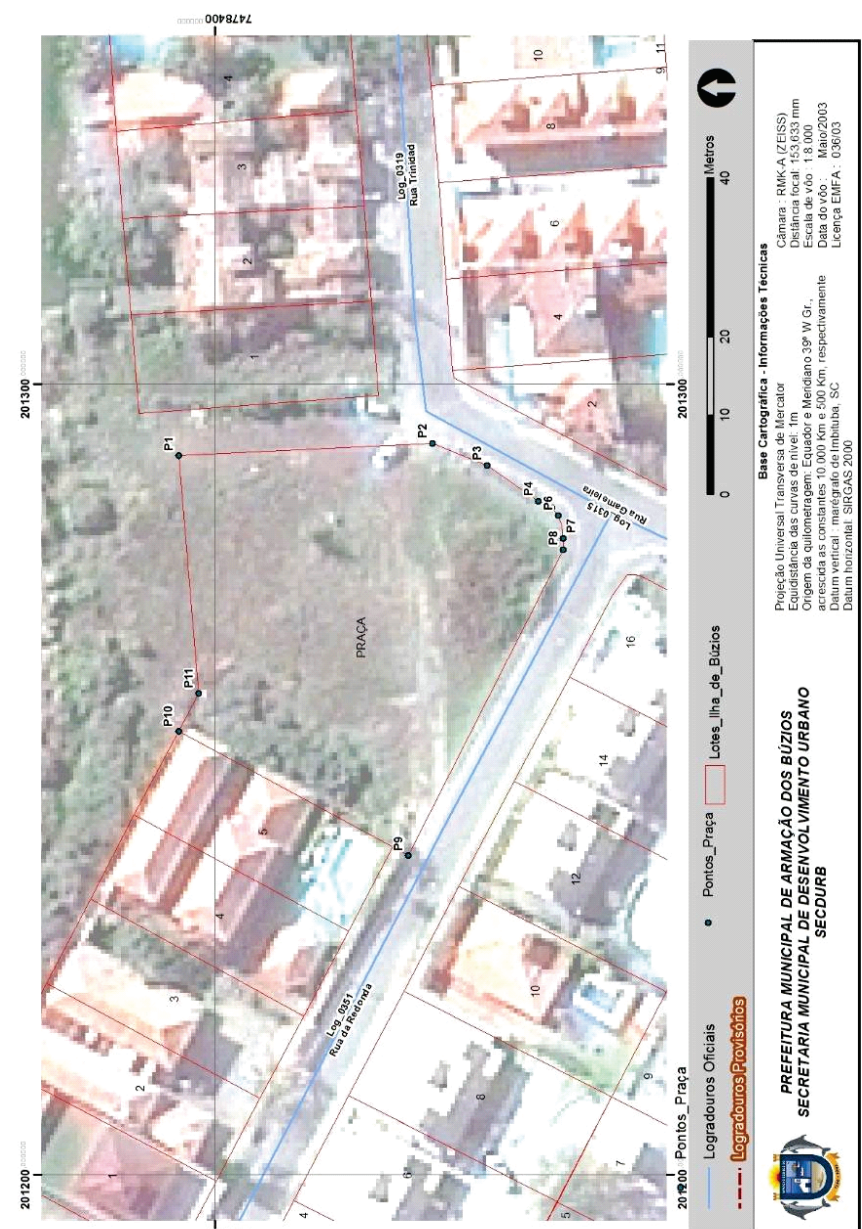 201200
201300
7478400
P1
P2
P3
P4
P6
P7
P8
P9
P10
P11
PRAÇA
Log_0319
Rua Trinidad
Log_0315
Rua Gameleira
Log_0351
Rua da Redonda
1
2
3
4
5
4
3
2
1
4
3
2
1
11
10
9
8
6
4
2
16
14
12
10
9
8
7
6
5
4
201200
201300
Pontos_Praça
Logradouros Oficiais
Pontos_Praça
Lotes_Ilha_de_Búzios
Logradouros Provisórios
0
10
20
40
Metros
PREFEITURA MUNICIPAL DE ARMAÇÃO DOS BÚZIOS
SECRETARIA MUNICIPAL DE DESENVOLVIMENTO URBANO
SECDURB
Base Cartográfica - Informações Técnicas
Projeção Universal Transversa de Mercator
Equidistância das curvas de nível: 1m
Origem da quilometragem: Equador e Meridiano 39º W Gr.,
acrescida as constantes 10.000 Km e 500 Km, respectivamente
Datum vertical : marégrafo de Imbituba, SC
Datum horizontal: SIRGAS 2000
Câmara : RMK-A (ZEISS)
Distância focal: 153,633 mm
Escala de vôo : 1:8.000
Data do vôo : Maio/2003
Licença EMFA : 036/03